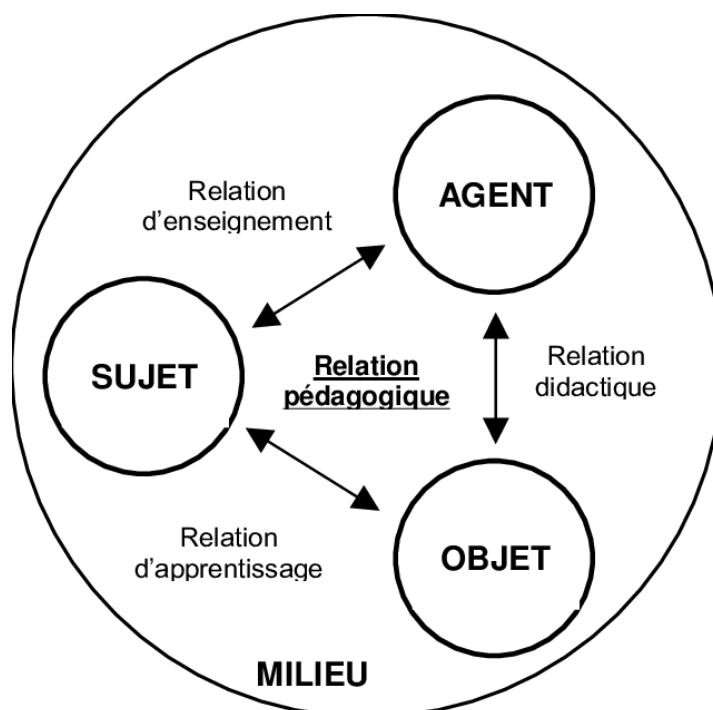 AGENT
Relation
d'enseignement
SUJET
Relation
pédagogique
Relation
didactique
Relation
d'apprentissage
OBJET
MILIEU